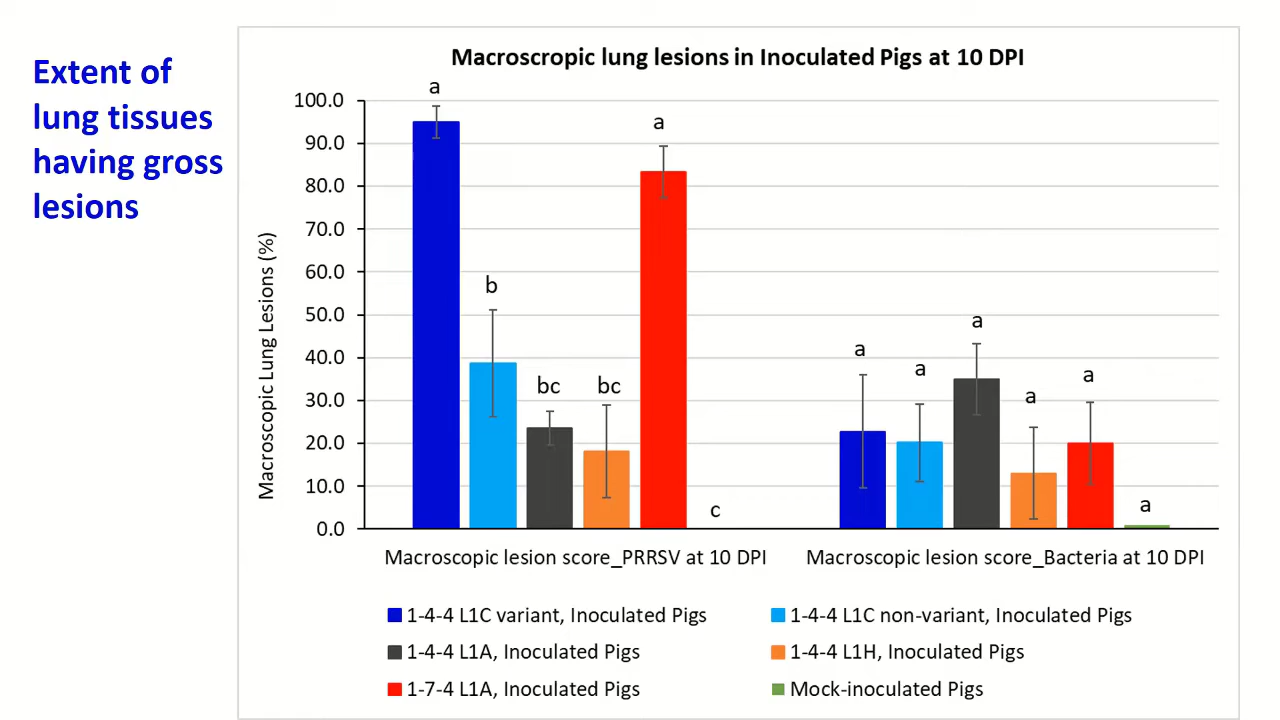 Extent of
lung tissues
having gross
lesions
Macroscropic lung lesions in Inoculated Pigs at 10 DPI
Macroscopic Lung Lesions (%)
100.0
90.0
80.0
70.0
60.0
50.0
40.0
30.0
20.0
10.0
0.0
a
b
bc
bc
a
c
a
a
a
a
a
a
Macroscopic lesion score_PRRSV at 10 DPI
Macroscopic lesion score_Bacteria at 10 DPI
1-4-4 L1C variant, Inoculated Pigs
1-4-4 L1C non-variant, Inoculated Pigs
1-4-4 L1A, Inoculated Pigs
1-4-4 L1H, Inoculated Pigs
1-7-4 L1A, Inoculated Pigs
Mock-inoculated Pigs